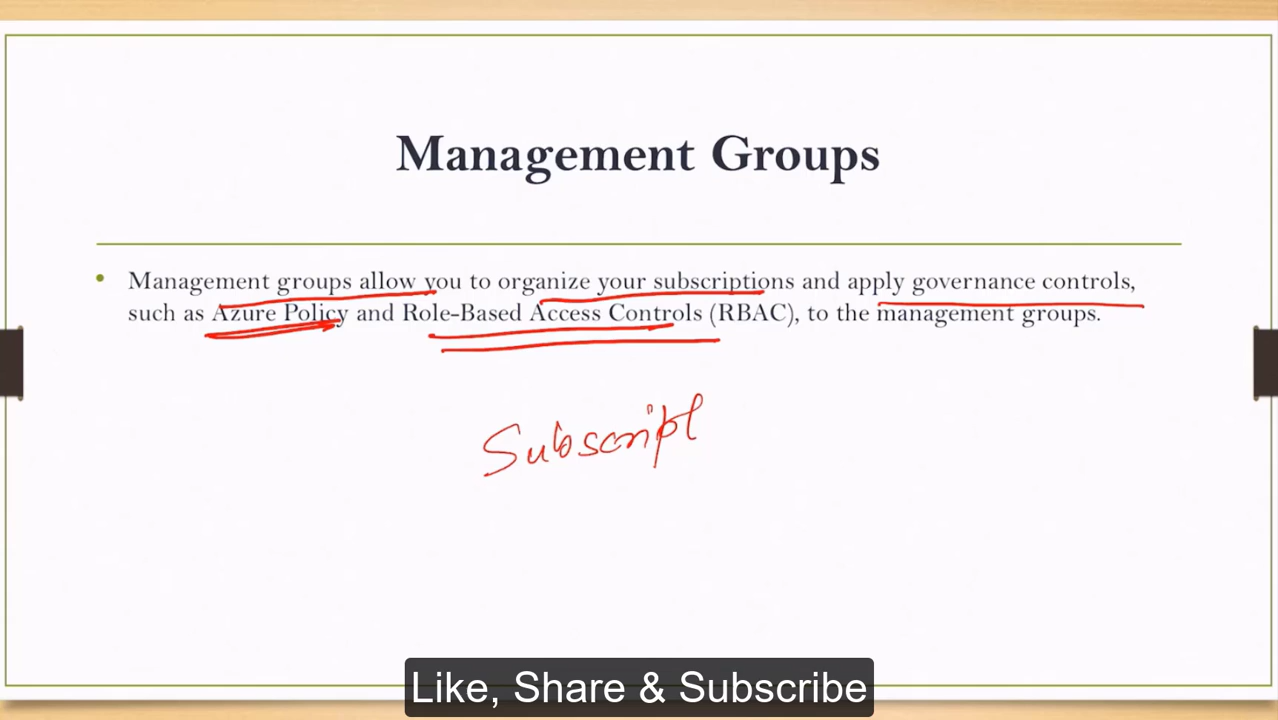 Management Groups
• Management groups allow you to organize your subscriptions and apply governance controls,
such as Azure Policy and Role-Based Access Controls (RBAC), to the management groups.
Subscript
Like, Share & Subscribe